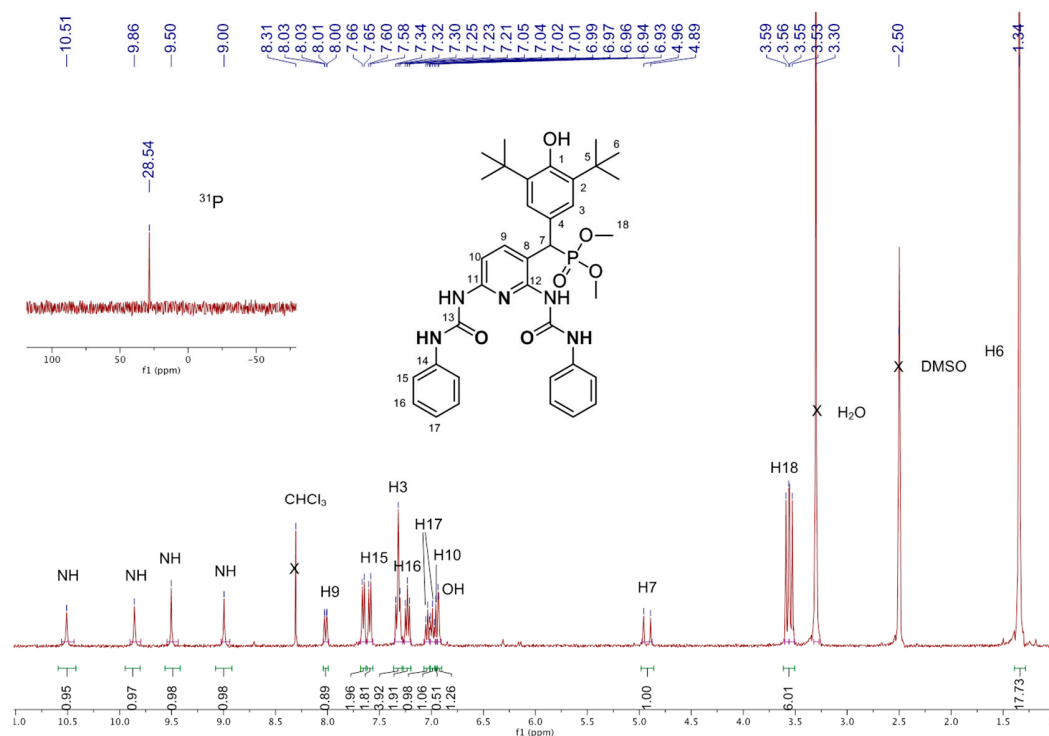 10.51
9.86
9.50
9.00
8.31
8.03
8.03
8.01
8.00
7.66
7.65
7.60
7.58
7.34
7.32
7.30
7.25
7.23
7.21
7.05
7.04
7.02
7.01
6.99
6.97
6.96
6.94
6.93
4.96
4.89
3.59
3.56
3.55
3.53
3.30
2.50
1.34
28.54
31P
100 50 0 -50
f1 (ppm)
OH
1
2
3
4
5
6
7
8
9
10
11
12
13
14
15
16
17
18
O
P
O
O
N
NH
NH
HN
O
O
NH
NH
NH
NH
NH
CHCl3
X
H9
H15
H3
H16
H17
H10
OH
H7
H18
X
H2O
X
DMSO
H6
0.95
0.97
0.98
0.98
0.89
1.96
1.81
3.92
1.91
0.98
1.06
0.51
1.26
1.00
6.01
17.73
1.0 10.5 10.0 9.5 9.0 8.5 8.0 7.5 7.0 6.5 6.0 5.5 5.0 4.5 4.0 3.5 3.0 2.5 2.0 1.5
f1 (ppm)